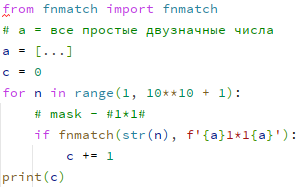 from fnmatch import fnmatch
# a = все простые двузначные числа
a = [...]
c = 0
for n in range(1, 10**10 + 1):
    # mask - #1*1#
    if fnmatch(str(n), f'{a}1*1{a}'):
        c += 1
print(c)